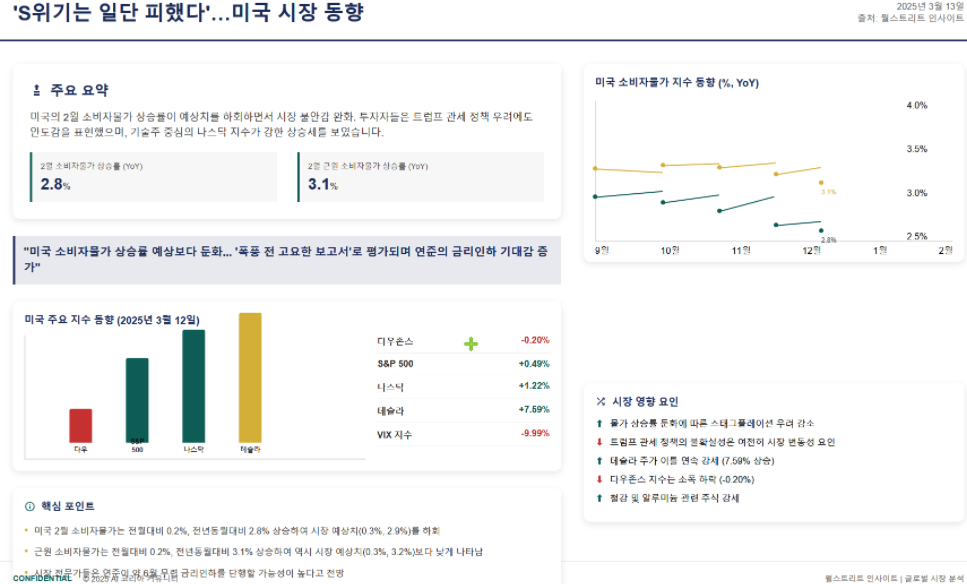 'S위기는 일단 피했다'...미국 시장 동향
2025년 3월 13일
출처: 월스트리트 인사이트
주요 요약
미국의 2월 소비자물가 상승률이 예상치를 하회하면서 시장 불안감 완화. 투자자들은 트럼프 관세 정책 우려에도
안도감을 표현했으며, 기술주 중심의 나스닥 지수가 강한 상승세를 보였습니다.
2월 소비자물가 상승률 (YoY)
2.8%
2월 근원 소비자물가 상승률 (YoY)
3.1%
"미국 소비자물가 상승률 예상보다 둔화... '폭풍 전 고요한 보고서'로 평가되며 연준의 금리인하 기대감 증
가"
미국 주요 지수 동향 (2025년 3월 12일)
다우
S&P
500
나스닥
테슬라
다우존스 -0.20%
S&P 500 +0.49%
나스닥 +1.22%
테슬라 +7.59%
VIX 지수 -9.99%
핵심 포인트
• 미국 2월 소비자물가는 전월대비 0.2%, 전년동월대비 2.8% 상승하여 시장 예상치(0.3%, 2.9%)를 하회
• 근원 소비자물가는 전월대비 0.2%, 전년동월대비 3.1% 상승하여 역시 시장 예상치(0.3%, 3.2%)보다 낮게 나타남
• 시장 전문가들은 연준이 약 6월 무렵 금리인하를 단행할 가능성이 높다고 전망
미국 소비자물가 지수 동향 (%, YoY)
4.0%
3.5%
3.0%
2.5%
3.1%
2.8%
9월 10월 11월 12월 1월 2월
시장 영향 요인
물가 상승률 둔화에 따른 스태그플레이션 우려 감소
트럼프 관세 정책의 불확실성은 여전히 시장 변동성 요인
테슬라 주가 이틀 연속 강세 (7.59% 상승)
다우존스 지수는 소폭 하락 (-0.20%)
철강 및 알루미늄 관련 주식 강세
CONFIDENTIAL © 2025 AI 코리아 커뮤니티
월스트리트 인사이트 | 글로벌 시장 분석